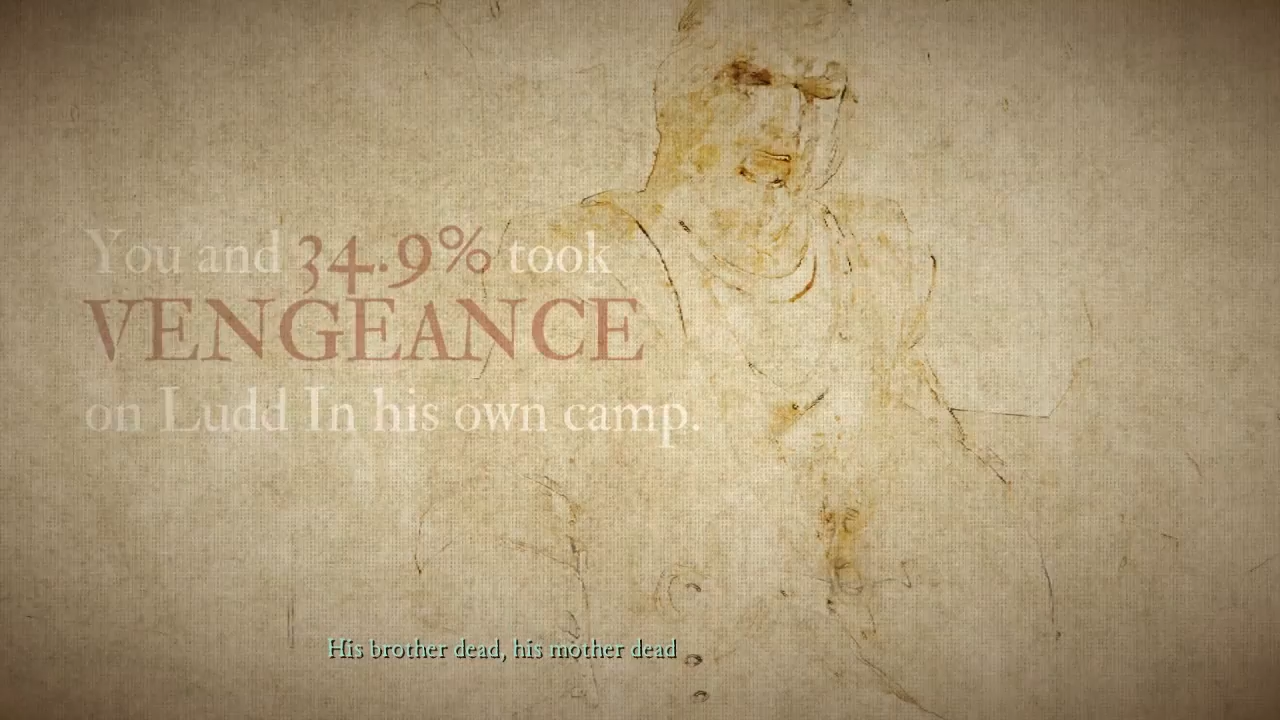 You and 34.9% took
VENGEANCE
on Ludd In his own camp.
His brother dead, his mother dead